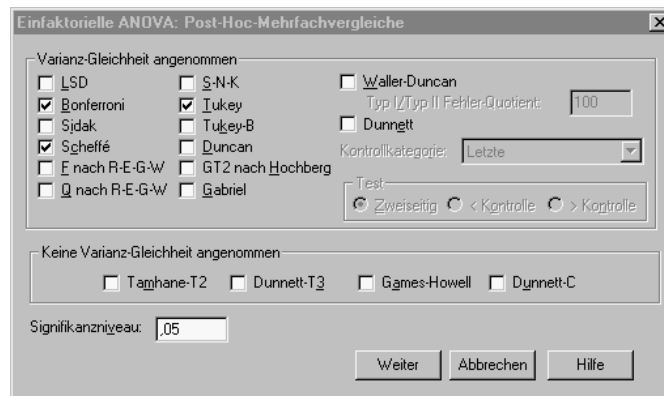 Einfaktorielle ANOVA: Post-Hoc-Mehrfachvergleiche
Varianz-Gleichheit angenommen
LSD
Bonferroni
Sidak
Scheffé
F nach R-E-G-W
Q nach R-E-G-W
S-N-K
Tukey
Tukey-B
Duncan
GT2 nach Hochberg
Gabriel
Waller-Duncan
Typ I/Typ II Fehler-Quotient: 100
Dunnett
Kontrollkategorie: Letzte
Test
Zweiseitig < Kontrolle > Kontrolle
Keine Varianz-Gleichheit angenommen
Tamhane-T2 Dunnett-T3 Games-Howell Dunnett-C
Signifikanzniveau: ,05
Weiter Abbrechen Hilfe